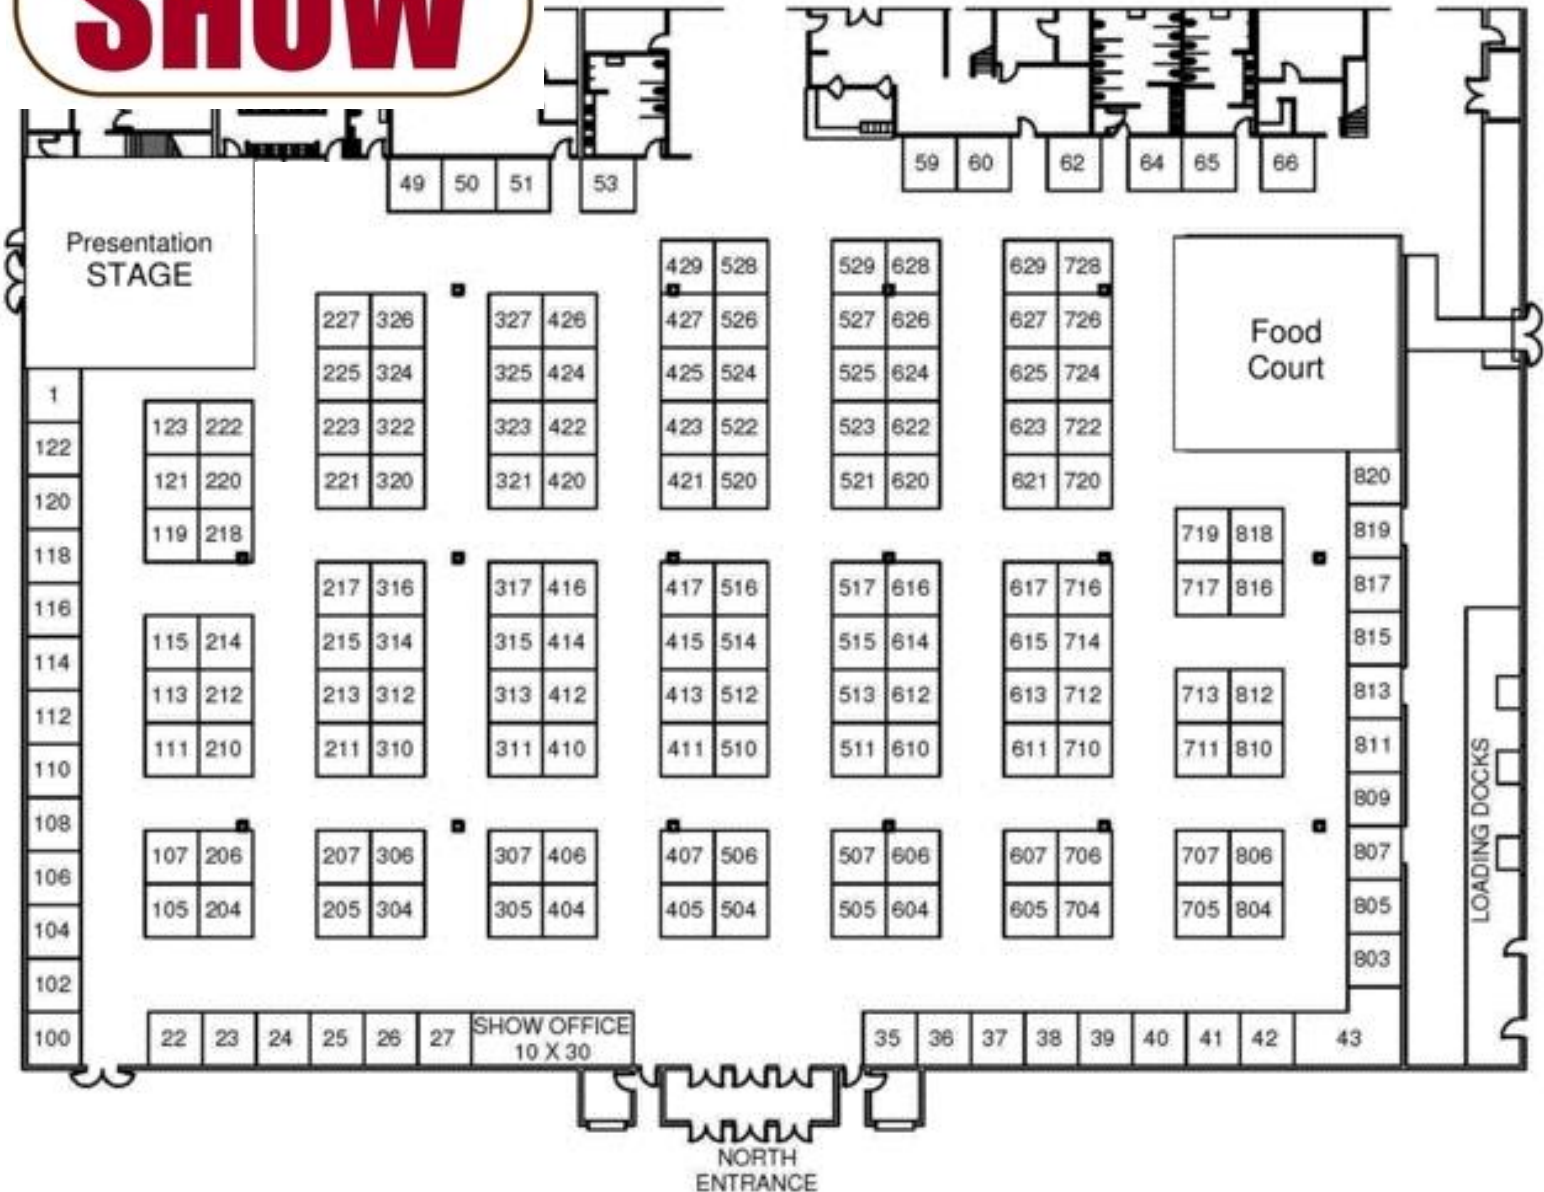 SHOW
59 60 62 64 65 66
49 50 51 53
Presentation
STAGE
429 528 529 628 629 728
227 326 327 426 427 526 527 626 627 726
Food
Court
225 324 325 424 425 524 525 624 625 724
1
123 222 223 322 323 422 423 522 523 622 623 722
122
121 220 221 320 321 420 421 520 521 620 621 720 820
120
119 218 719 818 819
118
217 316 317 416 417 516 517 616 617 716 717 816 817
116
115 214 215 314 315 414 415 514 515 614 615 714 815
114
113 212 213 312 313 412 413 512 513 612 613 712 713 812 813
112
111 210 211 310 311 410 411 510 511 610 611 710 711 810 811
110
809
108
107 206 207 306 307 406 407 506 507 606 607 706 707 806 807
106
105 204 205 304 305 404 405 504 505 604 605 704 705 804 805
104
803
102
LOADING DOCKS
100 22 23 24 25 26 27 SHOW OFFICE
10 X 30
35 36 37 38 39 40 41 42 43
NORTH
ENTRANCE